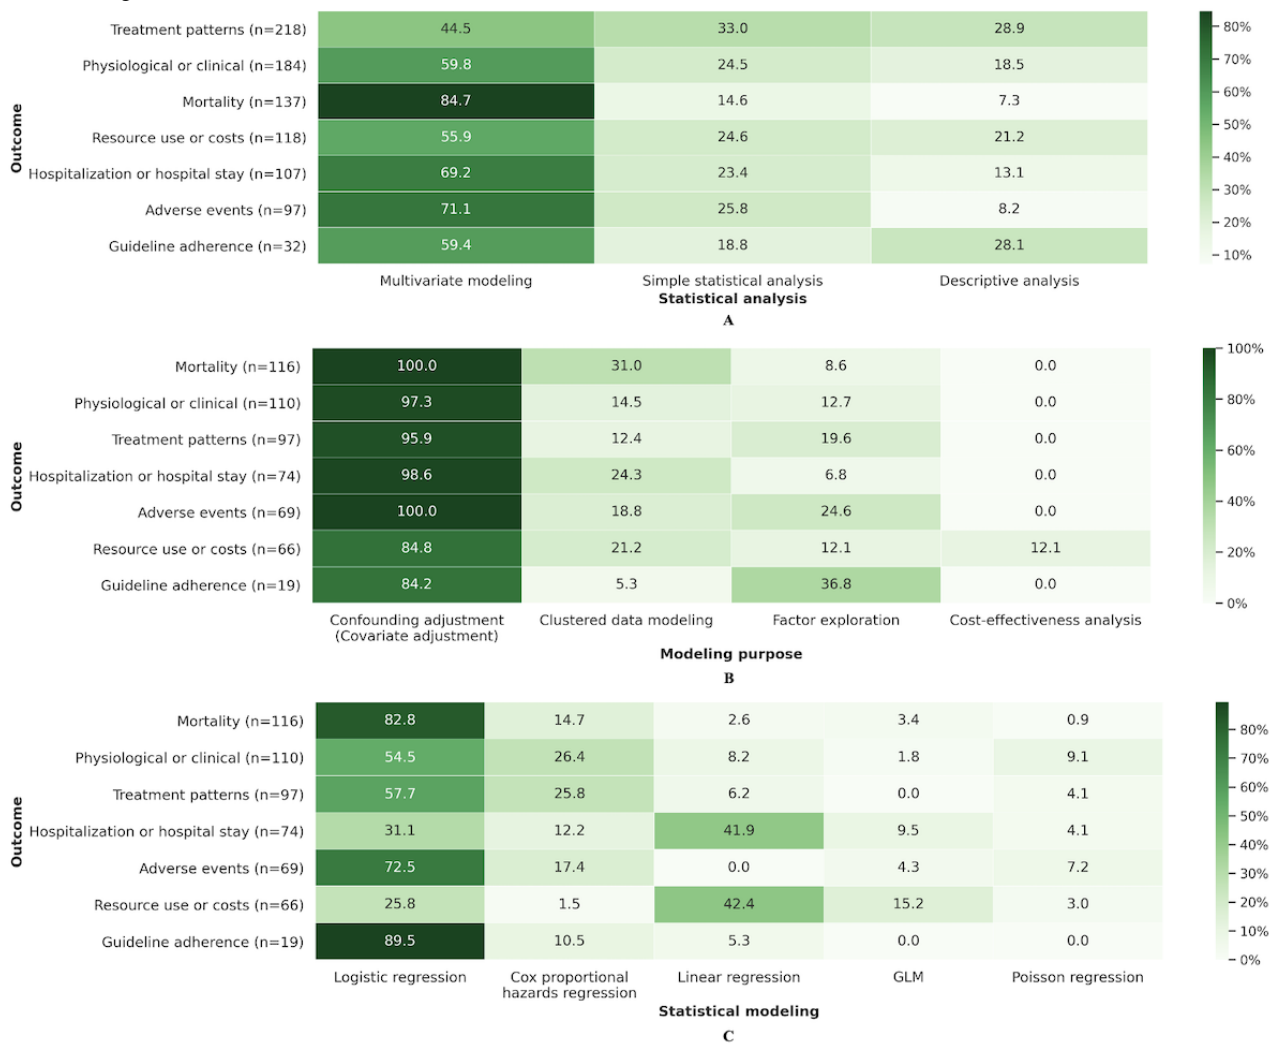 Treatment patterns (n=218) 44.5 33.0 28.9
Physiological or clinical (n=184) 59.8 24.5 18.5
Mortality (n=137) 84.7 14.6 7.3
Resource use or costs (n=118) 55.9 24.6 21.2
Hospitalization or hospital stay (n=107) 69.2 23.4 13.1
Adverse events (n=97) 71.1 25.8 8.2
Guideline adherence (n=32) 59.4 18.8 28.1
Outcome
80%
70%
60%
50%
40%
30%
20%
10%
Multivariate modeling Simple statistical analysis Descriptive analysis
Statistical analysis
A
Mortality (n=116) 100.0 31.0 8.6 0.0
Physiological or clinical (n=110) 97.3 14.5 12.7 0.0
Treatment patterns (n=97) 95.9 12.4 19.6 0.0
Hospitalization or hospital stay (n=74) 98.6 24.3 6.8 0.0
Adverse events (n=69) 100.0 18.8 24.6 0.0
Resource use or costs (n=66) 84.8 21.2 12.1 12.1
Guideline adherence (n=19) 84.2 5.3 36.8 0.0
Outcome
100%
80%
60%
40%
20%
0%
Confounding adjustment Clustered data modeling Factor exploration Cost-effectiveness analysis
(Covariate adjustment)
Modeling purpose
B
Mortality (n=116) 82.8 14.7 2.6 3.4 0.9
Physiological or clinical (n=110) 54.5 26.4 8.2 1.8 9.1
Treatment patterns (n=97) 57.7 25.8 6.2 0.0 4.1
Hospitalization or hospital stay (n=74) 31.1 12.2 41.9 9.5 4.1
Adverse events (n=69) 72.5 17.4 0.0 4.3 7.2
Resource use or costs (n=66) 25.8 1.5 42.4 15.2 3.0
Guideline adherence (n=19) 89.5 10.5 5.3 0.0 0.0
Outcome
80%
70%
60%
50%
40%
30%
20%
10%
0%
Logistic regression Cox proportional Linear regression GLM Poisson regression
hazards regression
Statistical modeling
C